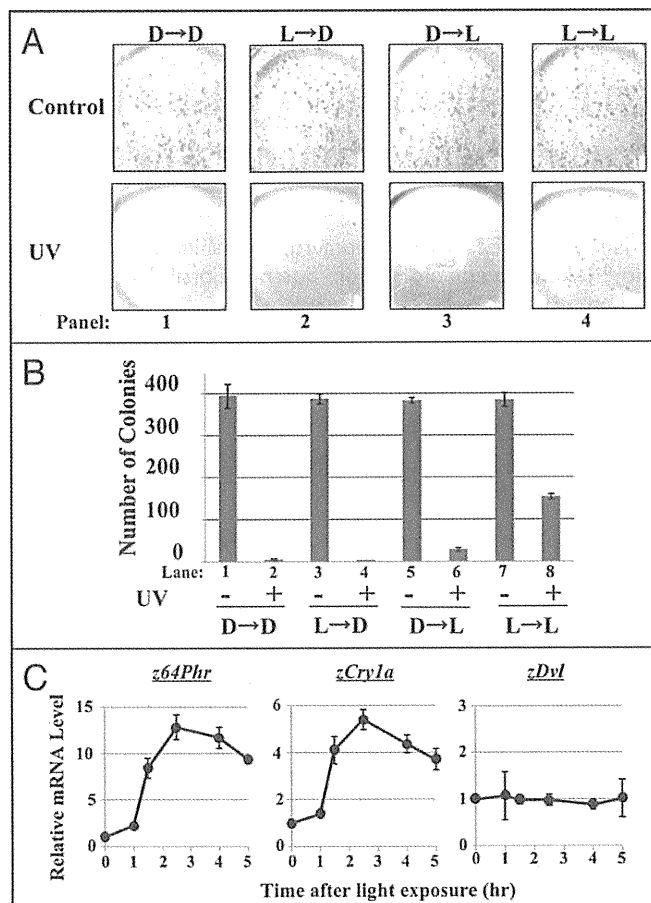 A
D→D L→D D→L L→L
Control
UV
Panel: 1 2 3 4
B
Number of Colonies
400
300
200
100
0
Lane: 1 2 3 4 5 6 7 8
UV - + - + - + - +
D→D L→D D→L L→L
C
z64Phr zCry1a zDvl
Relative mRNA Level
15
10
5
0
0 1 2 3 4 5
6
4
2
0
0 1 2 3 4 5
3
2
1
0
0 1 2 3 4 5
Time after light exposure (hr)